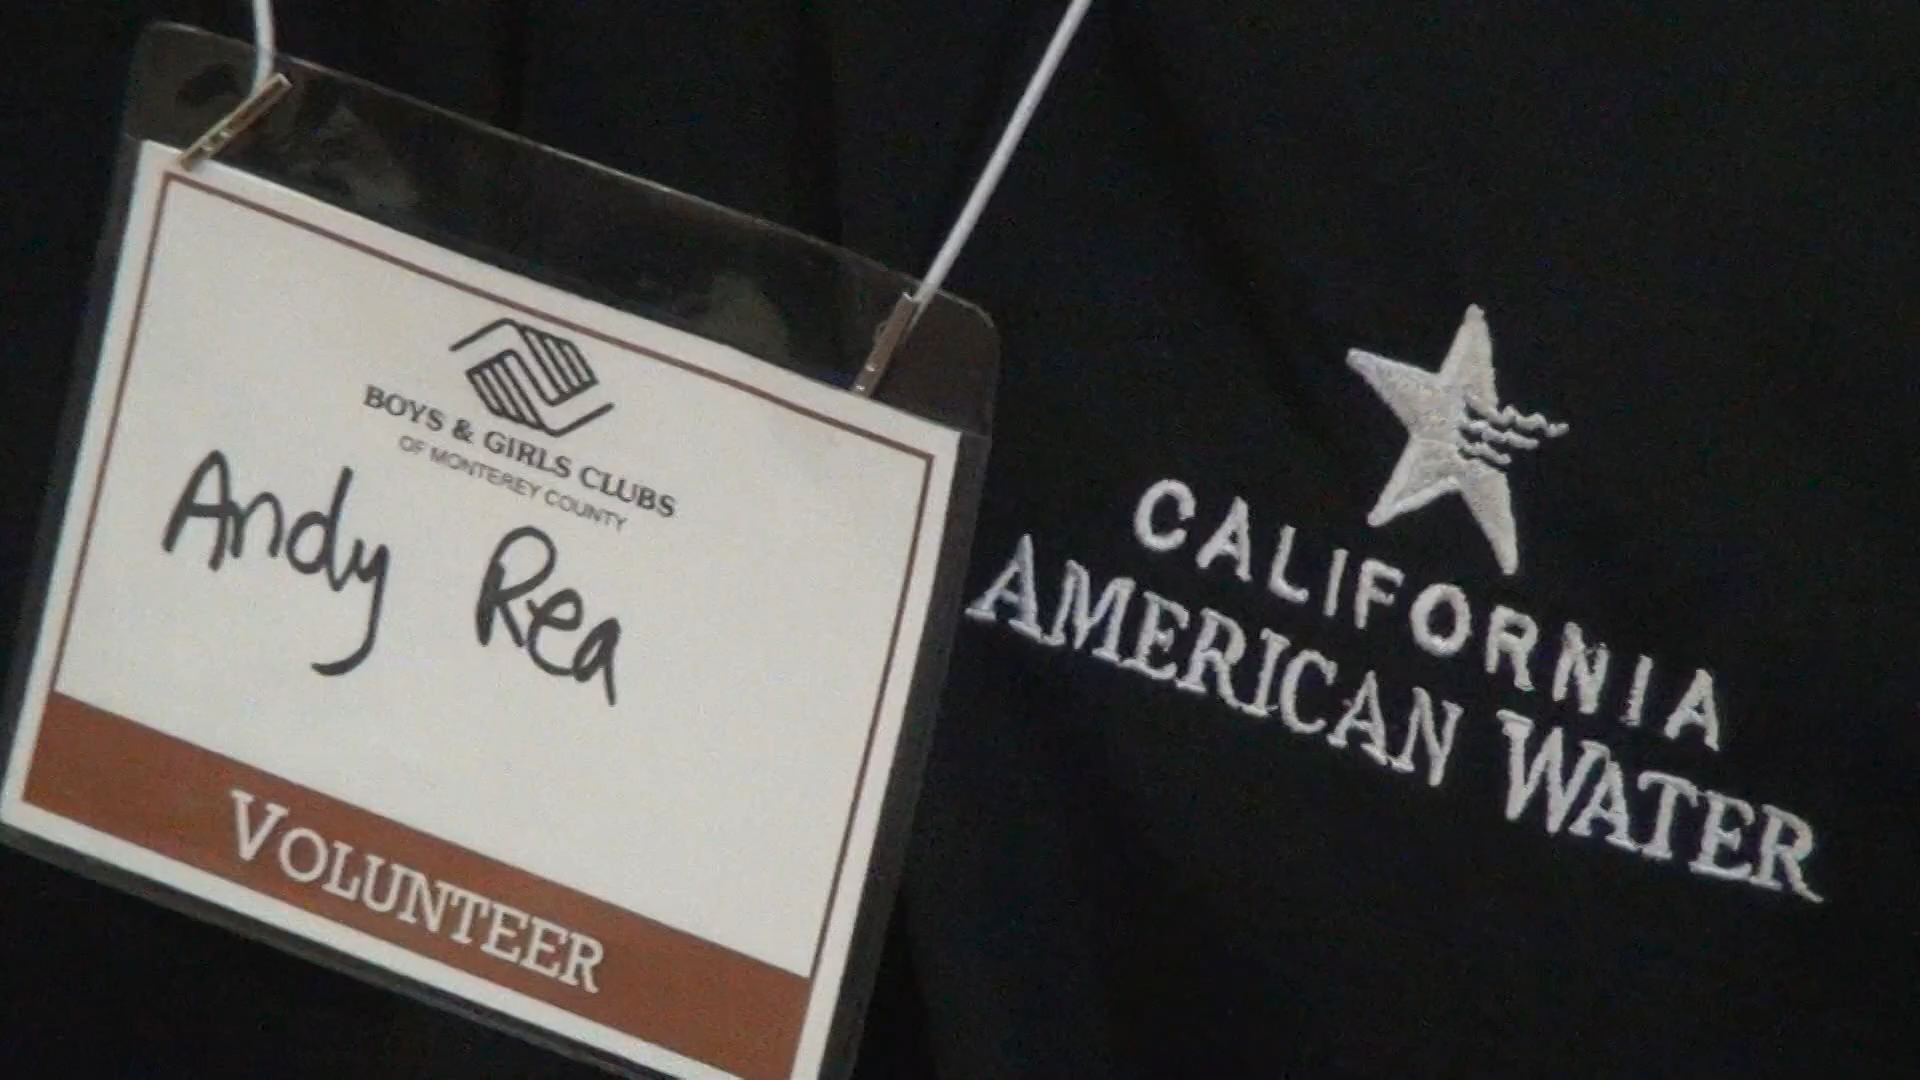 BOYS & GIRLS CLUBS
OF MONTEREY COUNTY
Andy Rea
VOLUNTEER
CALIFORNIA
AMERICAN WATER